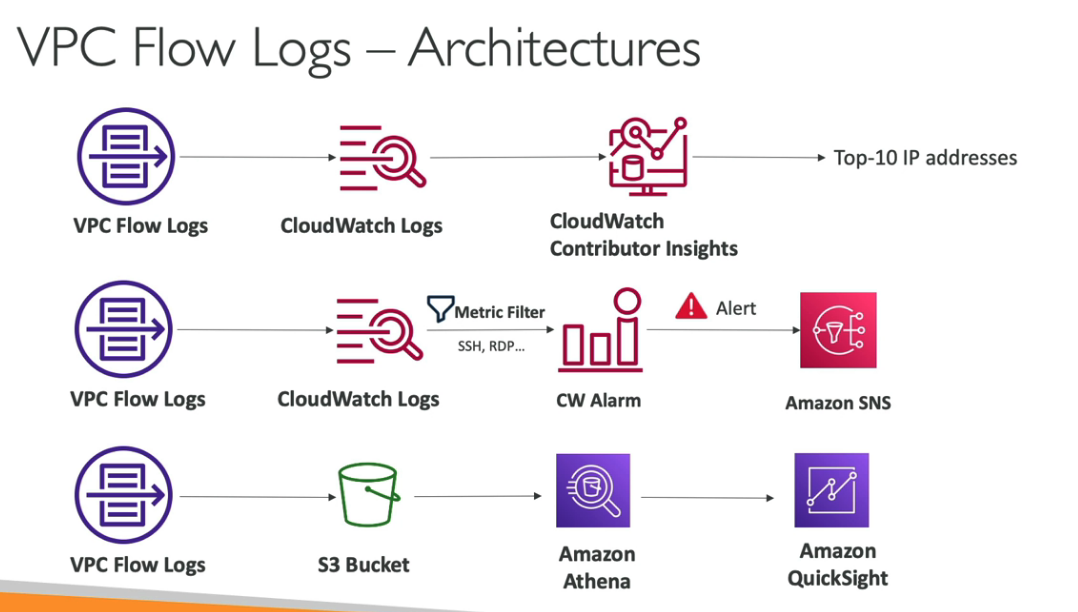 VPC Flow Logs – Architectures
VPC Flow Logs
CloudWatch Logs
CloudWatch
Contributor Insights
Top-10 IP addresses
VPC Flow Logs
CloudWatch Logs
Metric Filter
SSH, RDP...
CW Alarm
Alert
Amazon SNS
VPC Flow Logs
S3 Bucket
Amazon
Athena
Amazon
QuickSight